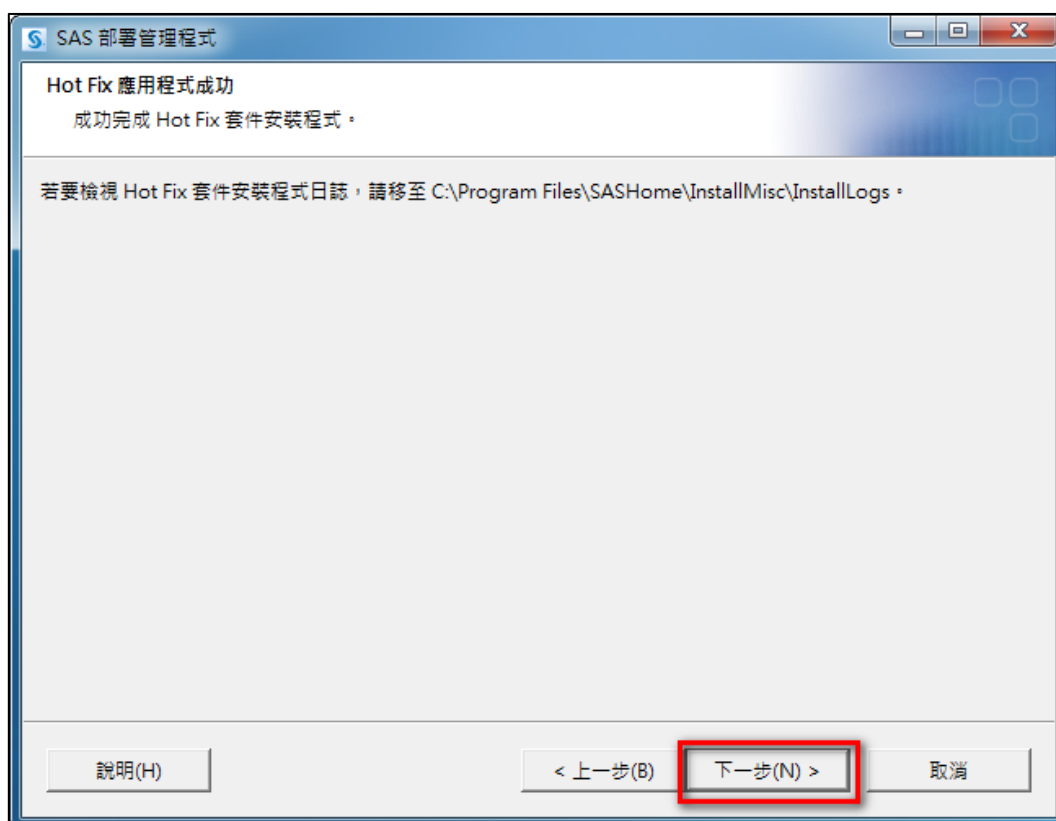 SAS 部署管理程式
Hot Fix 應用程式成功
成功完成 Hot Fix 套件安裝程式。
若要檢視 Hot Fix 套件安裝程式日誌，請移至 C:\Program Files\SASHome\InstallMisc\InstallLogs。
說明(H)
< 上一步(B)
下一步(N) >
取消